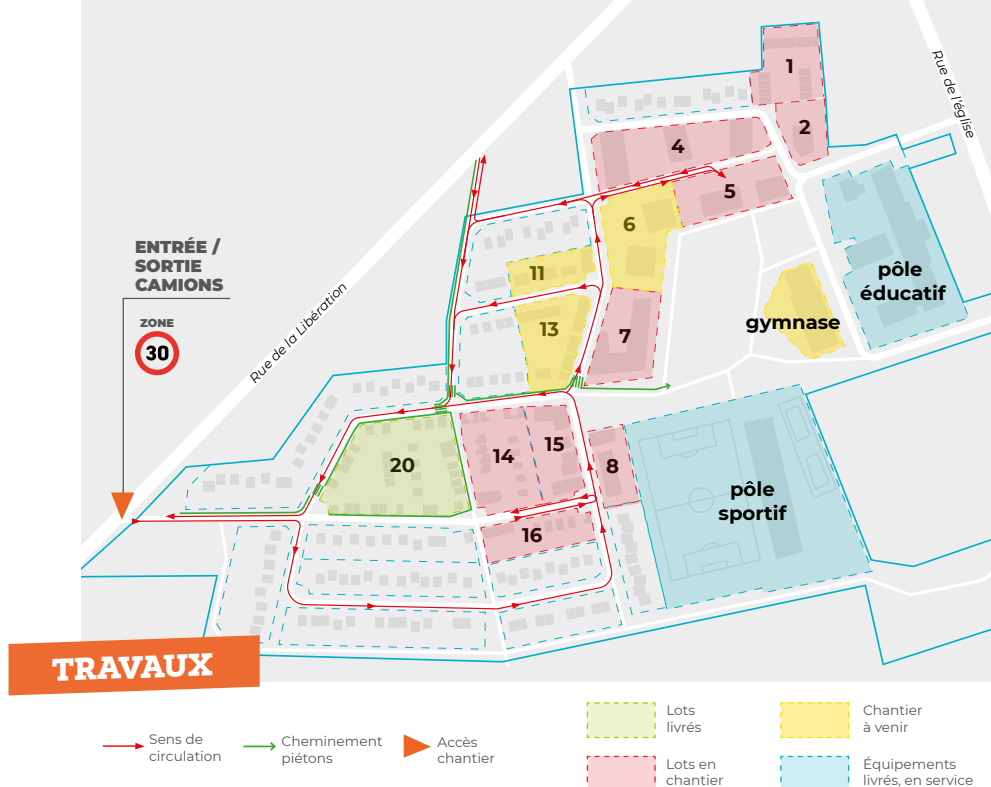 Rue de l'église
1
2
4
5
6
ENTRÉE /
SORTIE
CAMIONS
11
pôle
éducatif
ZONE
30
Rue de la Libération
13
7
gymnase
20
14
15
8
pôle
sportif
16
TRAVAUX
Sens de
circulation
Cheminement
piétons
Accès
chantier
Lots
livrés
Chantier
à venir
Lots en
chantier
Équipements
livrés, en service